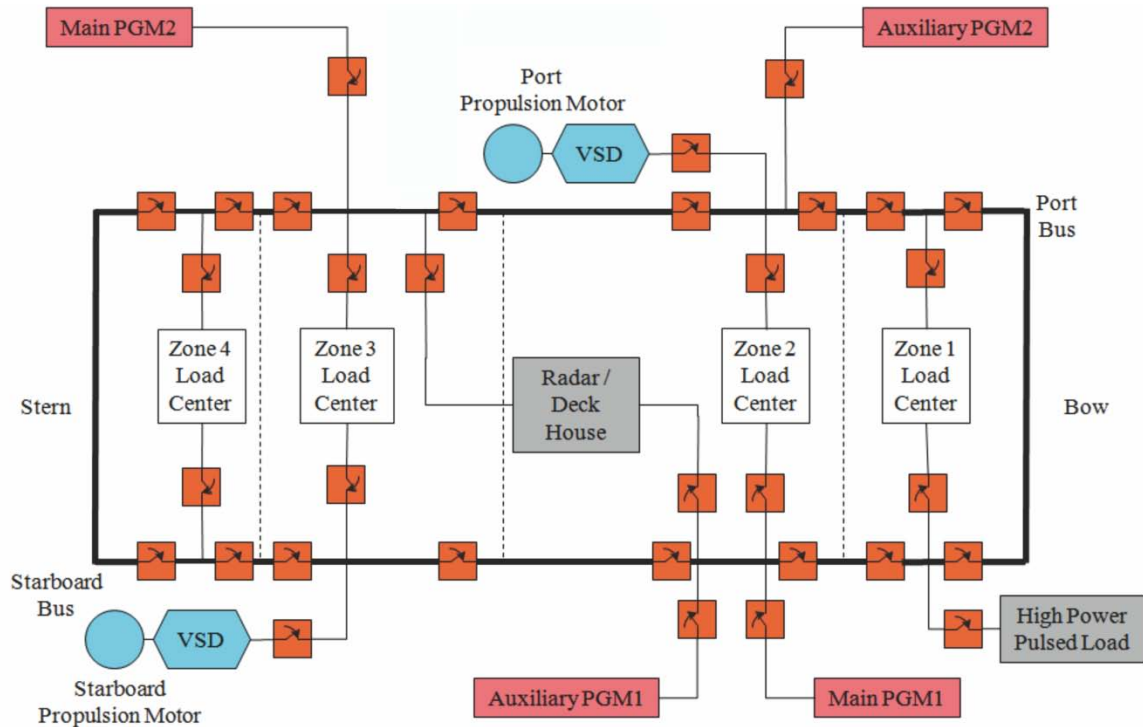 Main PGM2
Auxiliary PGM2
Port
Propulsion Motor
VSD
Port
Bus
Zone 4
Load
Center
Zone 3
Load
Center
Radar /
Deck
House
Zone 2
Load
Center
Zone 1
Load
Center
Stern
Bow
Starboard
Bus
VSD
Starboard
Propulsion Motor
High Power
Pulsed Load
Auxiliary PGM1
Main PGM1